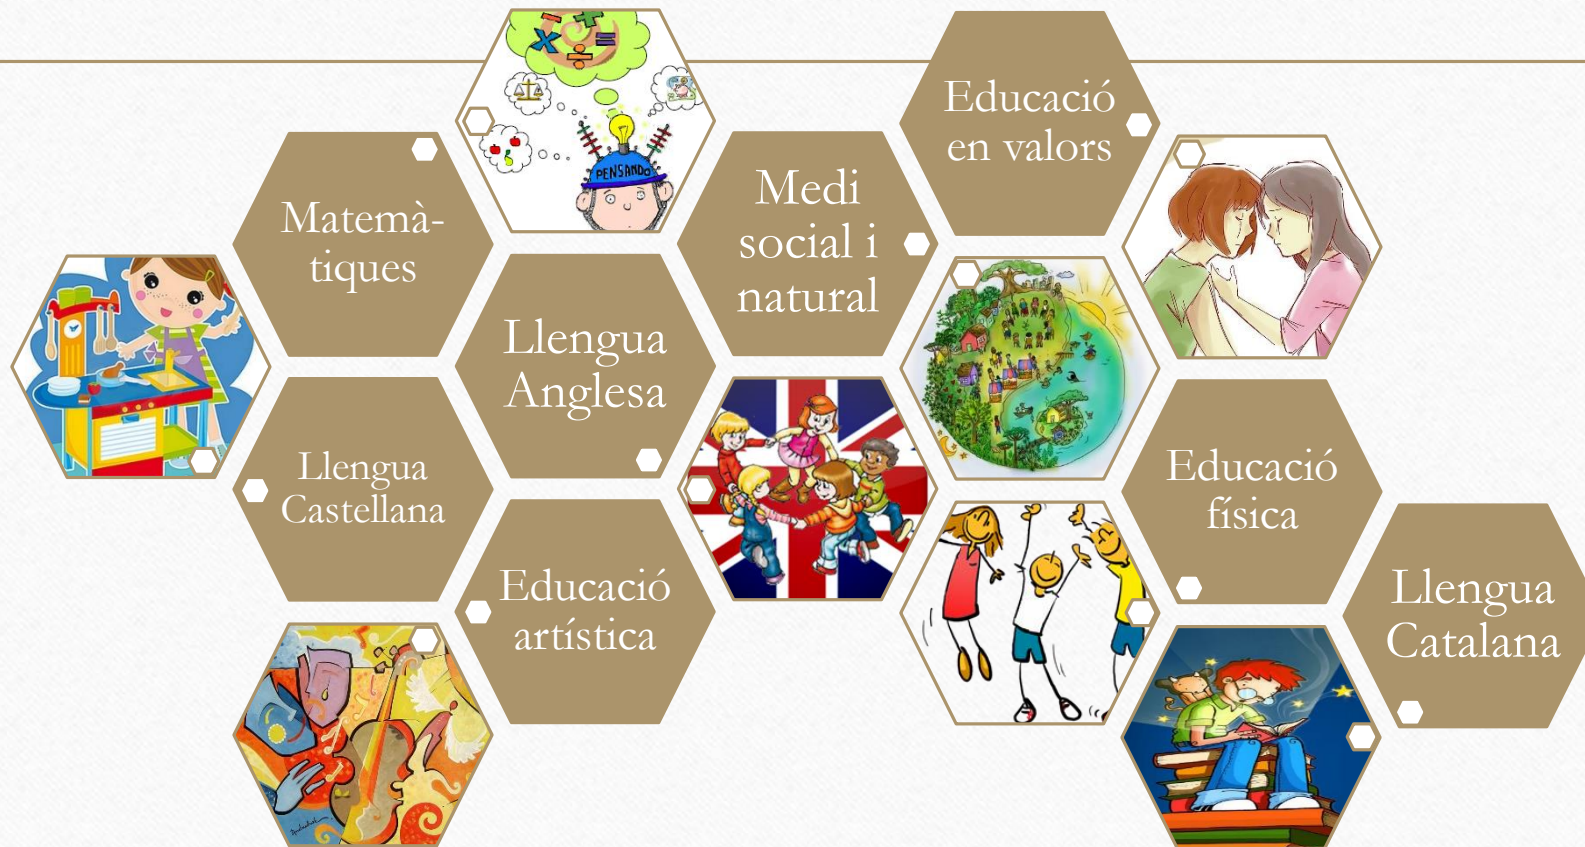 PENSANDO
Educació
en valors
Matemà-
tiques
Medi
social i
natural
Llengua
Anglesa
Llengua
Castellana
Educació
física
Educació
artística
Llengua
Catalana